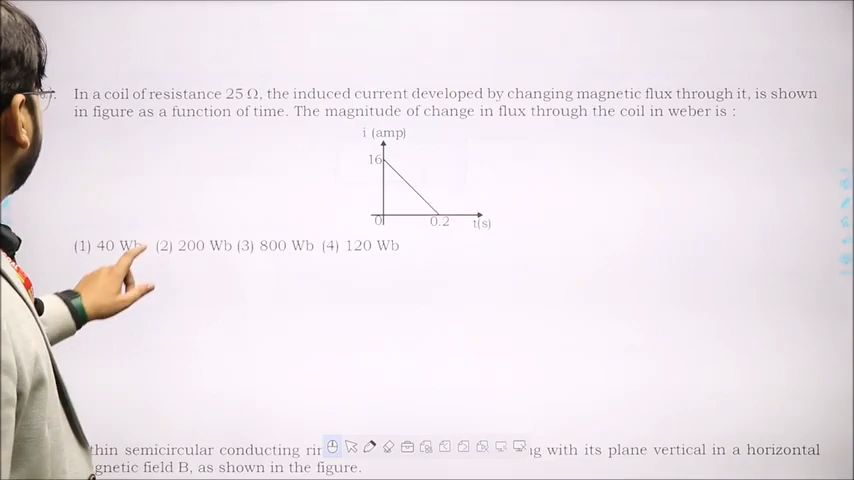 In a coil of resistance 25 Ω, the induced current developed by changing magnetic flux through it, is shown
in figure as a function of time. The magnitude of change in flux through the coil in weber is :
i (amp)
16
0
0.2
t(s)
(1) 40 Wb (2) 200 Wb (3) 800 Wb (4) 120 Wb
thin semicircular conducting with its plane vertical in a horizontal
magnetic field B, as shown in the figure.